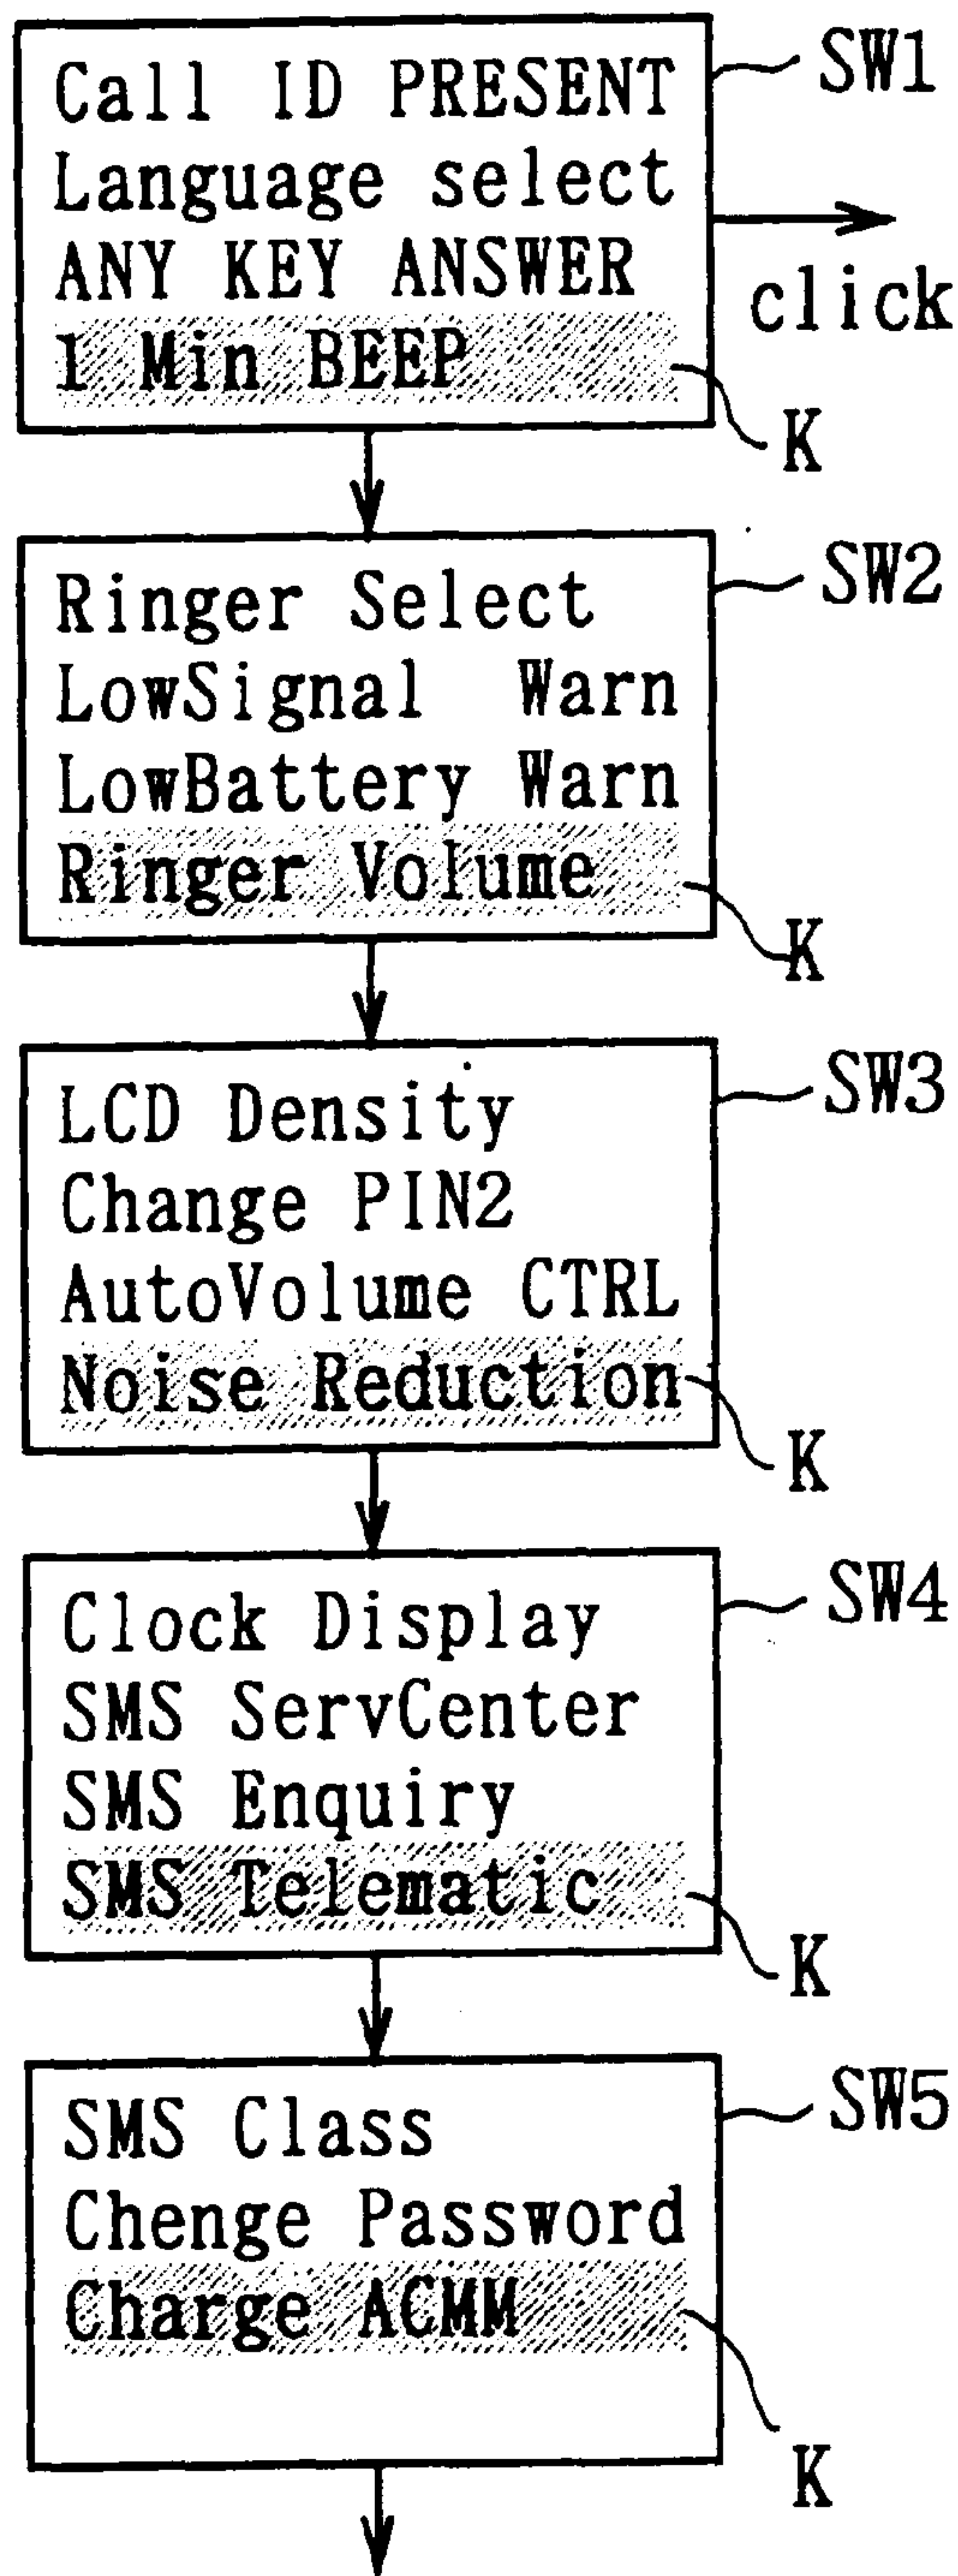 Call ID PRESENT
Language select
ANY KEY ANSWER
1 Min BEEP
SW1
click
K
Ringer Select
LowSignal Warn
LowBattery Warn
Ringer Volume
SW2
K
LCD Density
Change PIN2
AutoVolume CTRL
Noise Reduction
SW3
K
Clock Display
SMS ServCenter
SMS Enquiry
SMS Telematic
SW4
K
SMS Class
Chenge Password
Charge ACMM
SW5
K